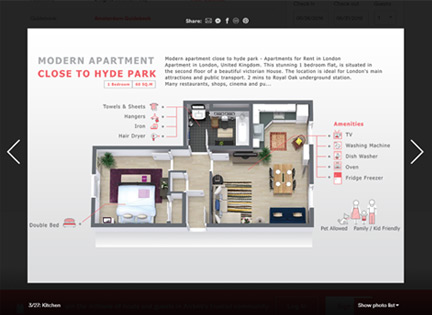 Share:
MODERN APARTMENT
CLOSE TO HYDE PARK
1 Bedroom
Modern apartment close to hyde park - Apartments for Rent in London
Apartment in London, United Kingdom. This stunning 1 bedroom flat, is situated in
the second floor of a beautiful victorian House. The location is ideal for London's main
attractions and public transport. 2 mins to Royal Oak underground station.
Many restaurants, shops, cinema and pu...
Towels & Sheets
Hangers
Iron
Hair Dryer
Amenities
TV
Washing Machine
Dish Washer
Oven
Fridge Freezer
Double Bed
Pet Allowed
Family / Kid Friendly
3/27: Kitchen
Show photo list